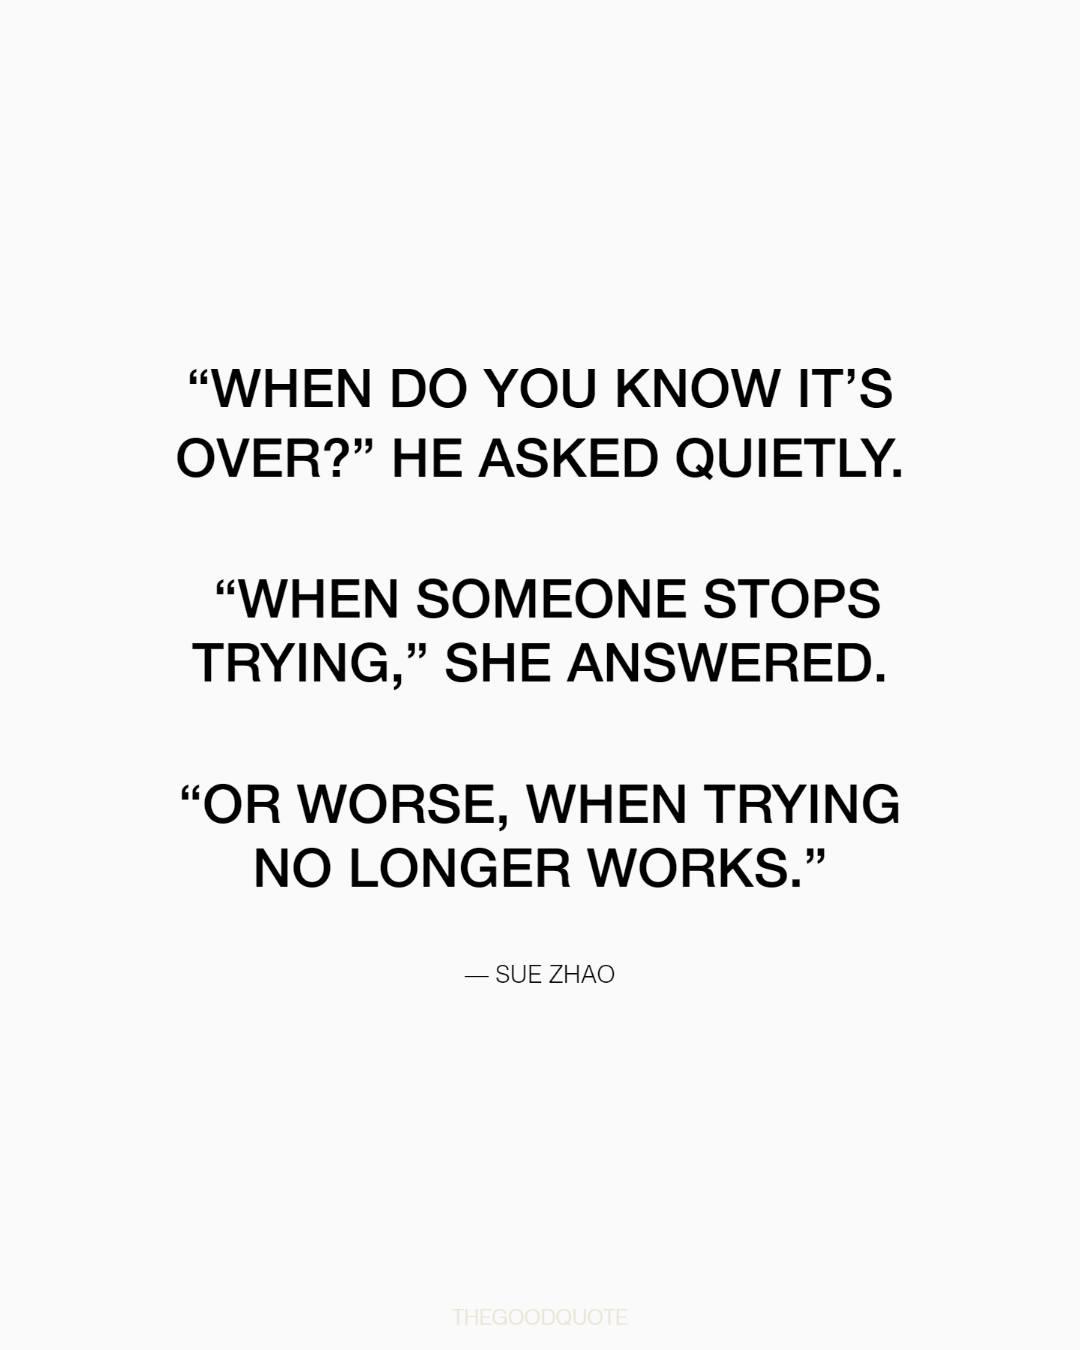 “WHEN DO YOU KNOW IT’S
OVER?” HE ASKED QUIETLY.
“WHEN SOMEONE STOPS
TRYING,” SHE ANSWERED.
“OR WORSE, WHEN TRYING
NO LONGER WORKS.”
— SUE ZHAO
THEGOODQUOTE